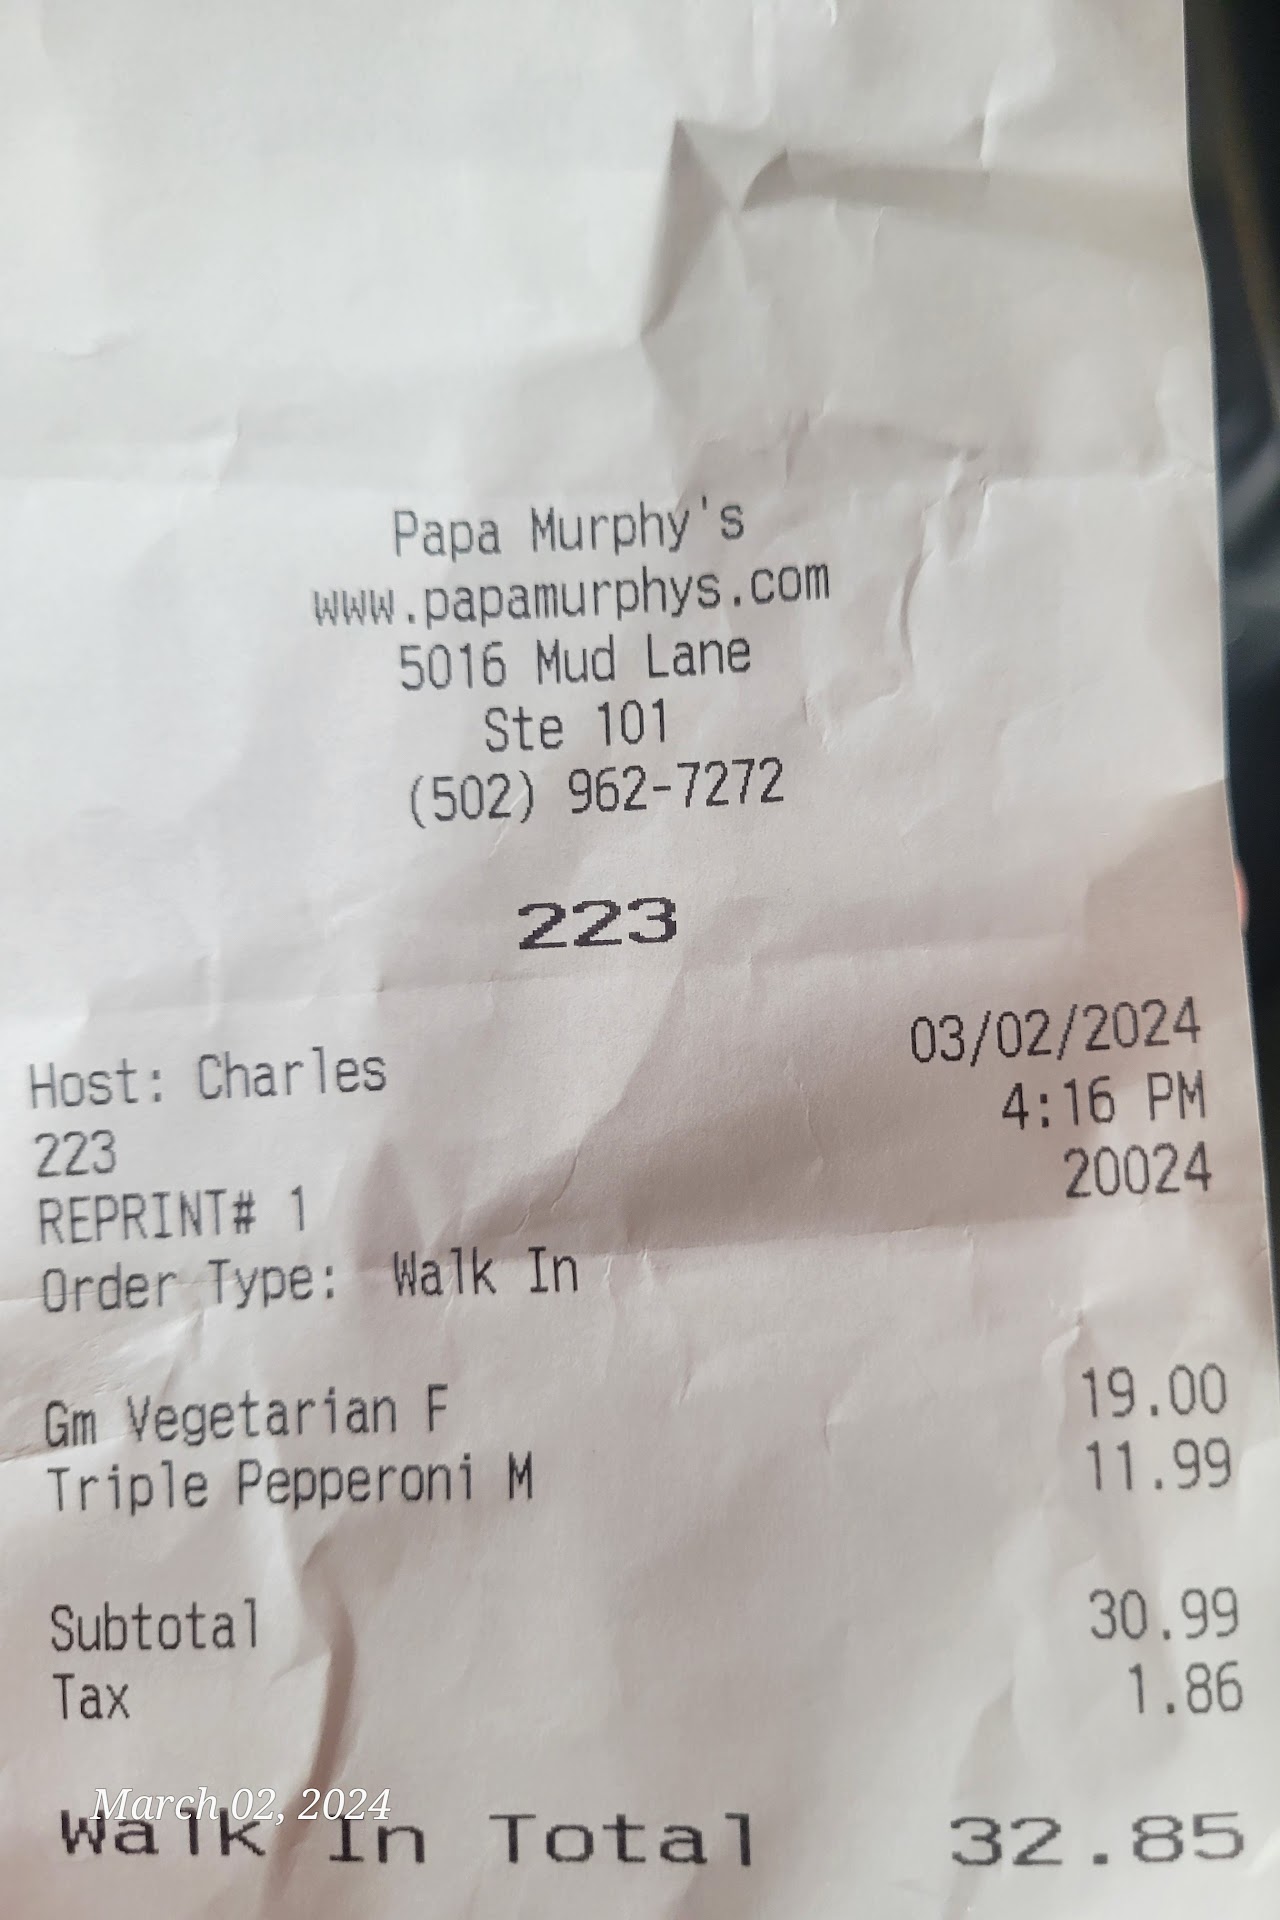 Papa Murphy's
www.papamurphys.com
5016 Mud Lane
Ste 101
(502) 962-7272
223
Host: Charles 03/02/2024
223 4:16 PM
REPRINT# 1 20024
Order Type: Walk In
Gm Vegetarian F 19.00
Triple Pepperoni M 11.99
Subtotal 30.99
Tax 1.86
March 02, 2024
Walk In Total 32.85